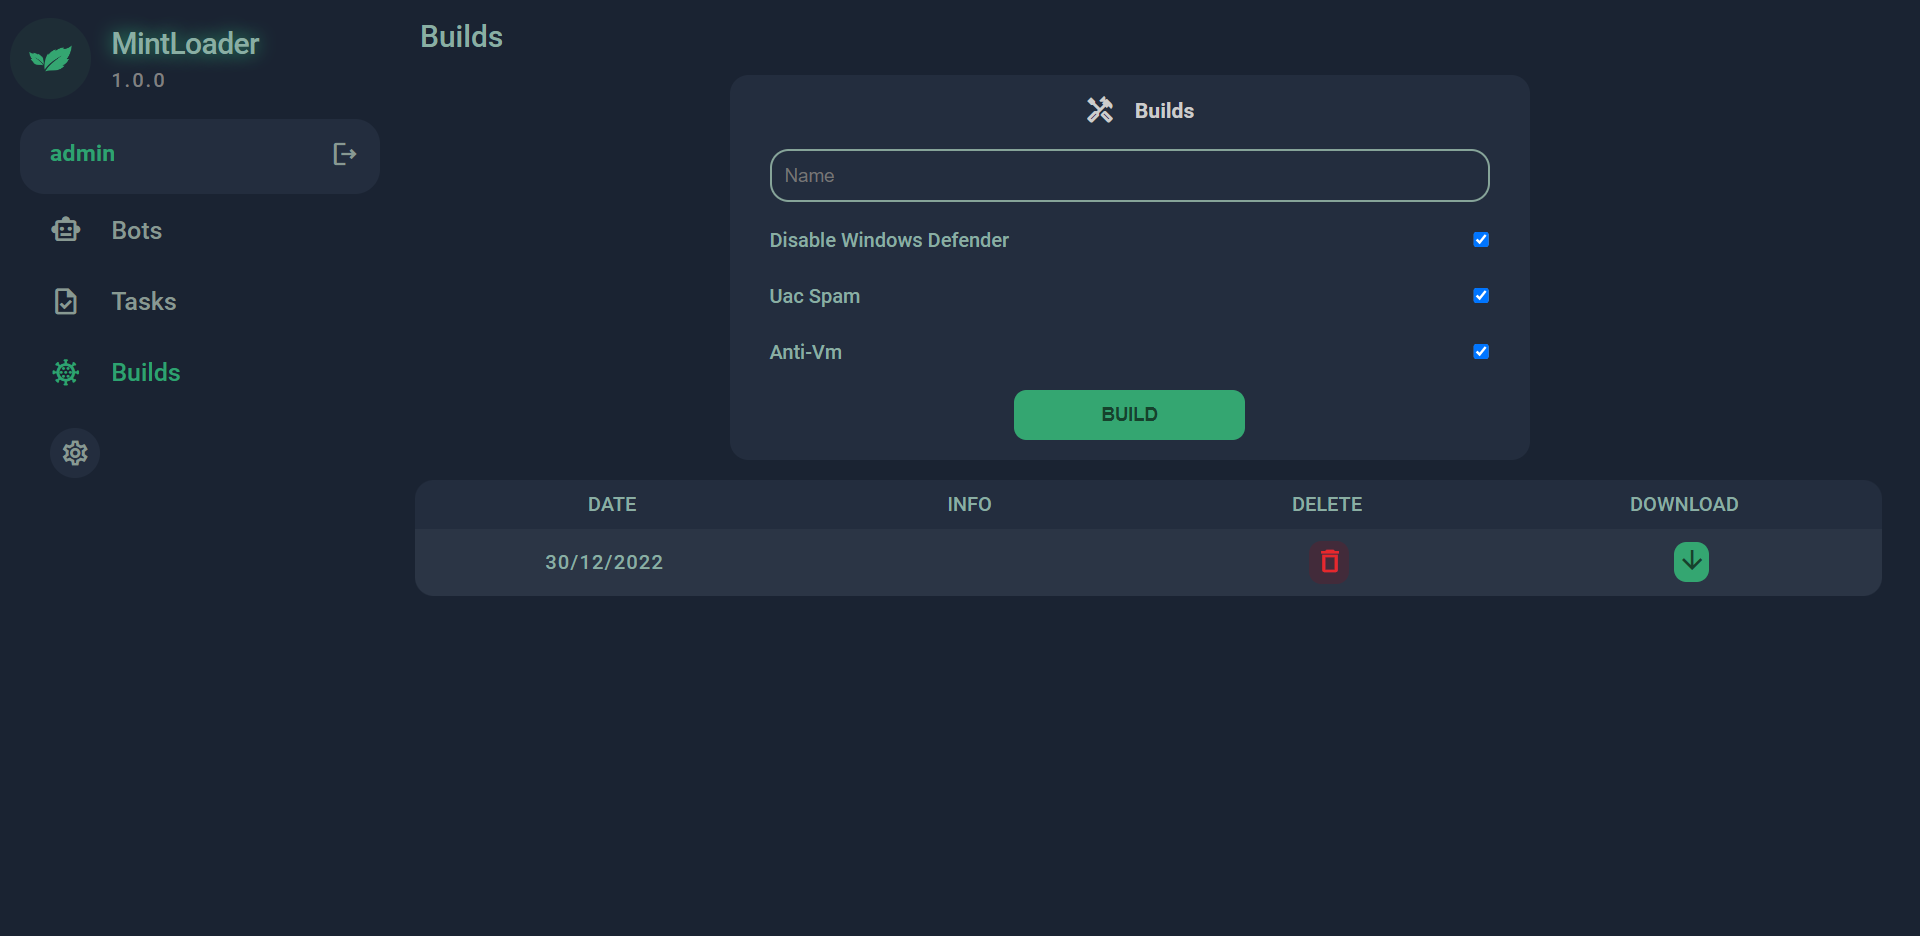 MintLoader
1.0.0
admin
Bots
Tasks
Builds
Builds
Builds
Name
Disable Windows Defender
Uac Spam
Anti-Vm
BUILD
DATE INFO DELETE DOWNLOAD
30/12/2022